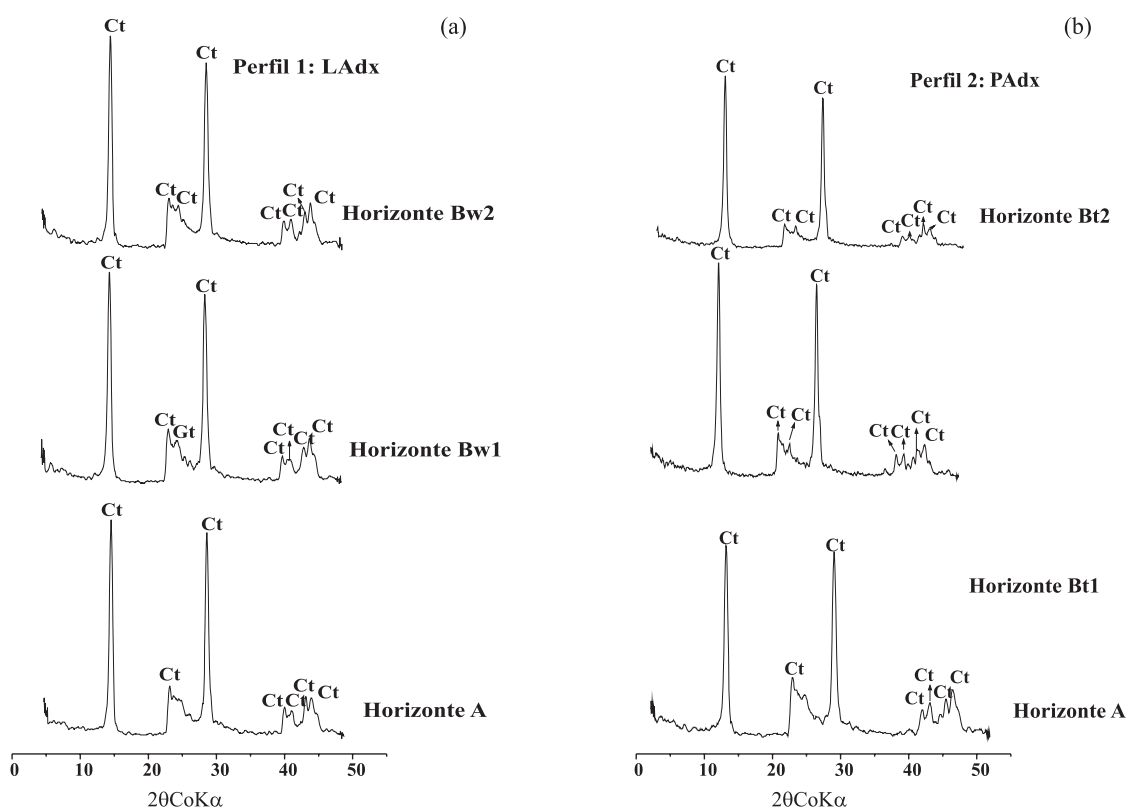 (a)
Perfil 1: LAdx
Ct
Ct
Ct
Ct
Ct
Ct
Ct
Ct
Horizonte Bw2
Ct
Ct
Ct
Gt
Ct
Ct
Ct
Ct
Horizonte Bw1
Ct
Ct
Ct
Ct
Ct
Ct
Ct
Horizonte A
0 10 20 30 40 50
2θCoKα
(b)
Perfil 2: PAdx
Ct
Ct
Ct
Ct
Ct
Ct
Ct
Ct
Horizonte Bt2
Ct
Ct
Ct
Ct
Ct
Ct
Ct
Ct
Horizonte Bt1
Ct
Ct
Ct
Ct
Ct
Ct
Ct
Horizonte A
0 10 20 30 40 50
2θCoKα